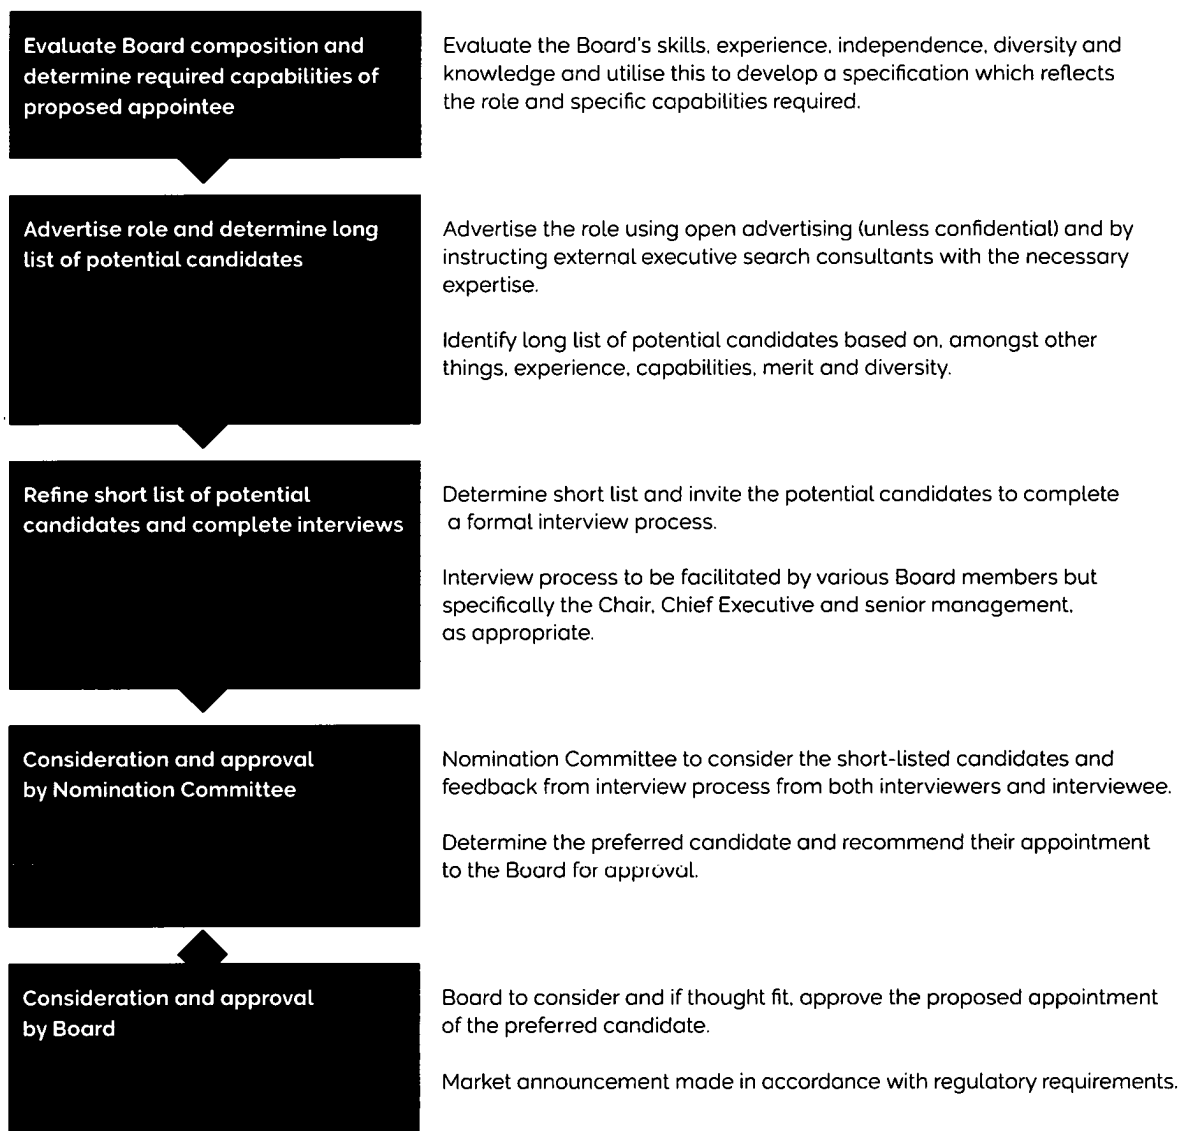 Evaluate Board composition and
determine required capabilities of
proposed appointee
Evaluate the Board's skills, experience, independence, diversity and
knowledge and utilise this to develop a specification which reflects
the role and specific capabilities required.
Advertise role and determine long
list of potential candidates
Advertise the role using open advertising (unless confidential) and by
instructing external executive search consultants with the necessary
expertise.
Identify long list of potential candidates based on, amongst other
things, experience, capabilities, merit and diversity.
Refine short list of potential
candidates and complete interviews
Determine short list and invite the potential candidates to complete
a formal interview process.
Interview process to be facilitated by various Board members but
specifically the Chair, Chief Executive and senior management,
as appropriate.
Consideration and approval
by Nomination Committee
Nomination Committee to consider the short-listed candidates and
feedback from interview process from both interviewers and interviewee.
Determine the preferred candidate and recommend their appointment
to the Board for approval.
Consideration and approval
by Board
Board to consider and if thought fit, approve the proposed appointment
of the preferred candidate.
Market announcement made in accordance with regulatory requirements.